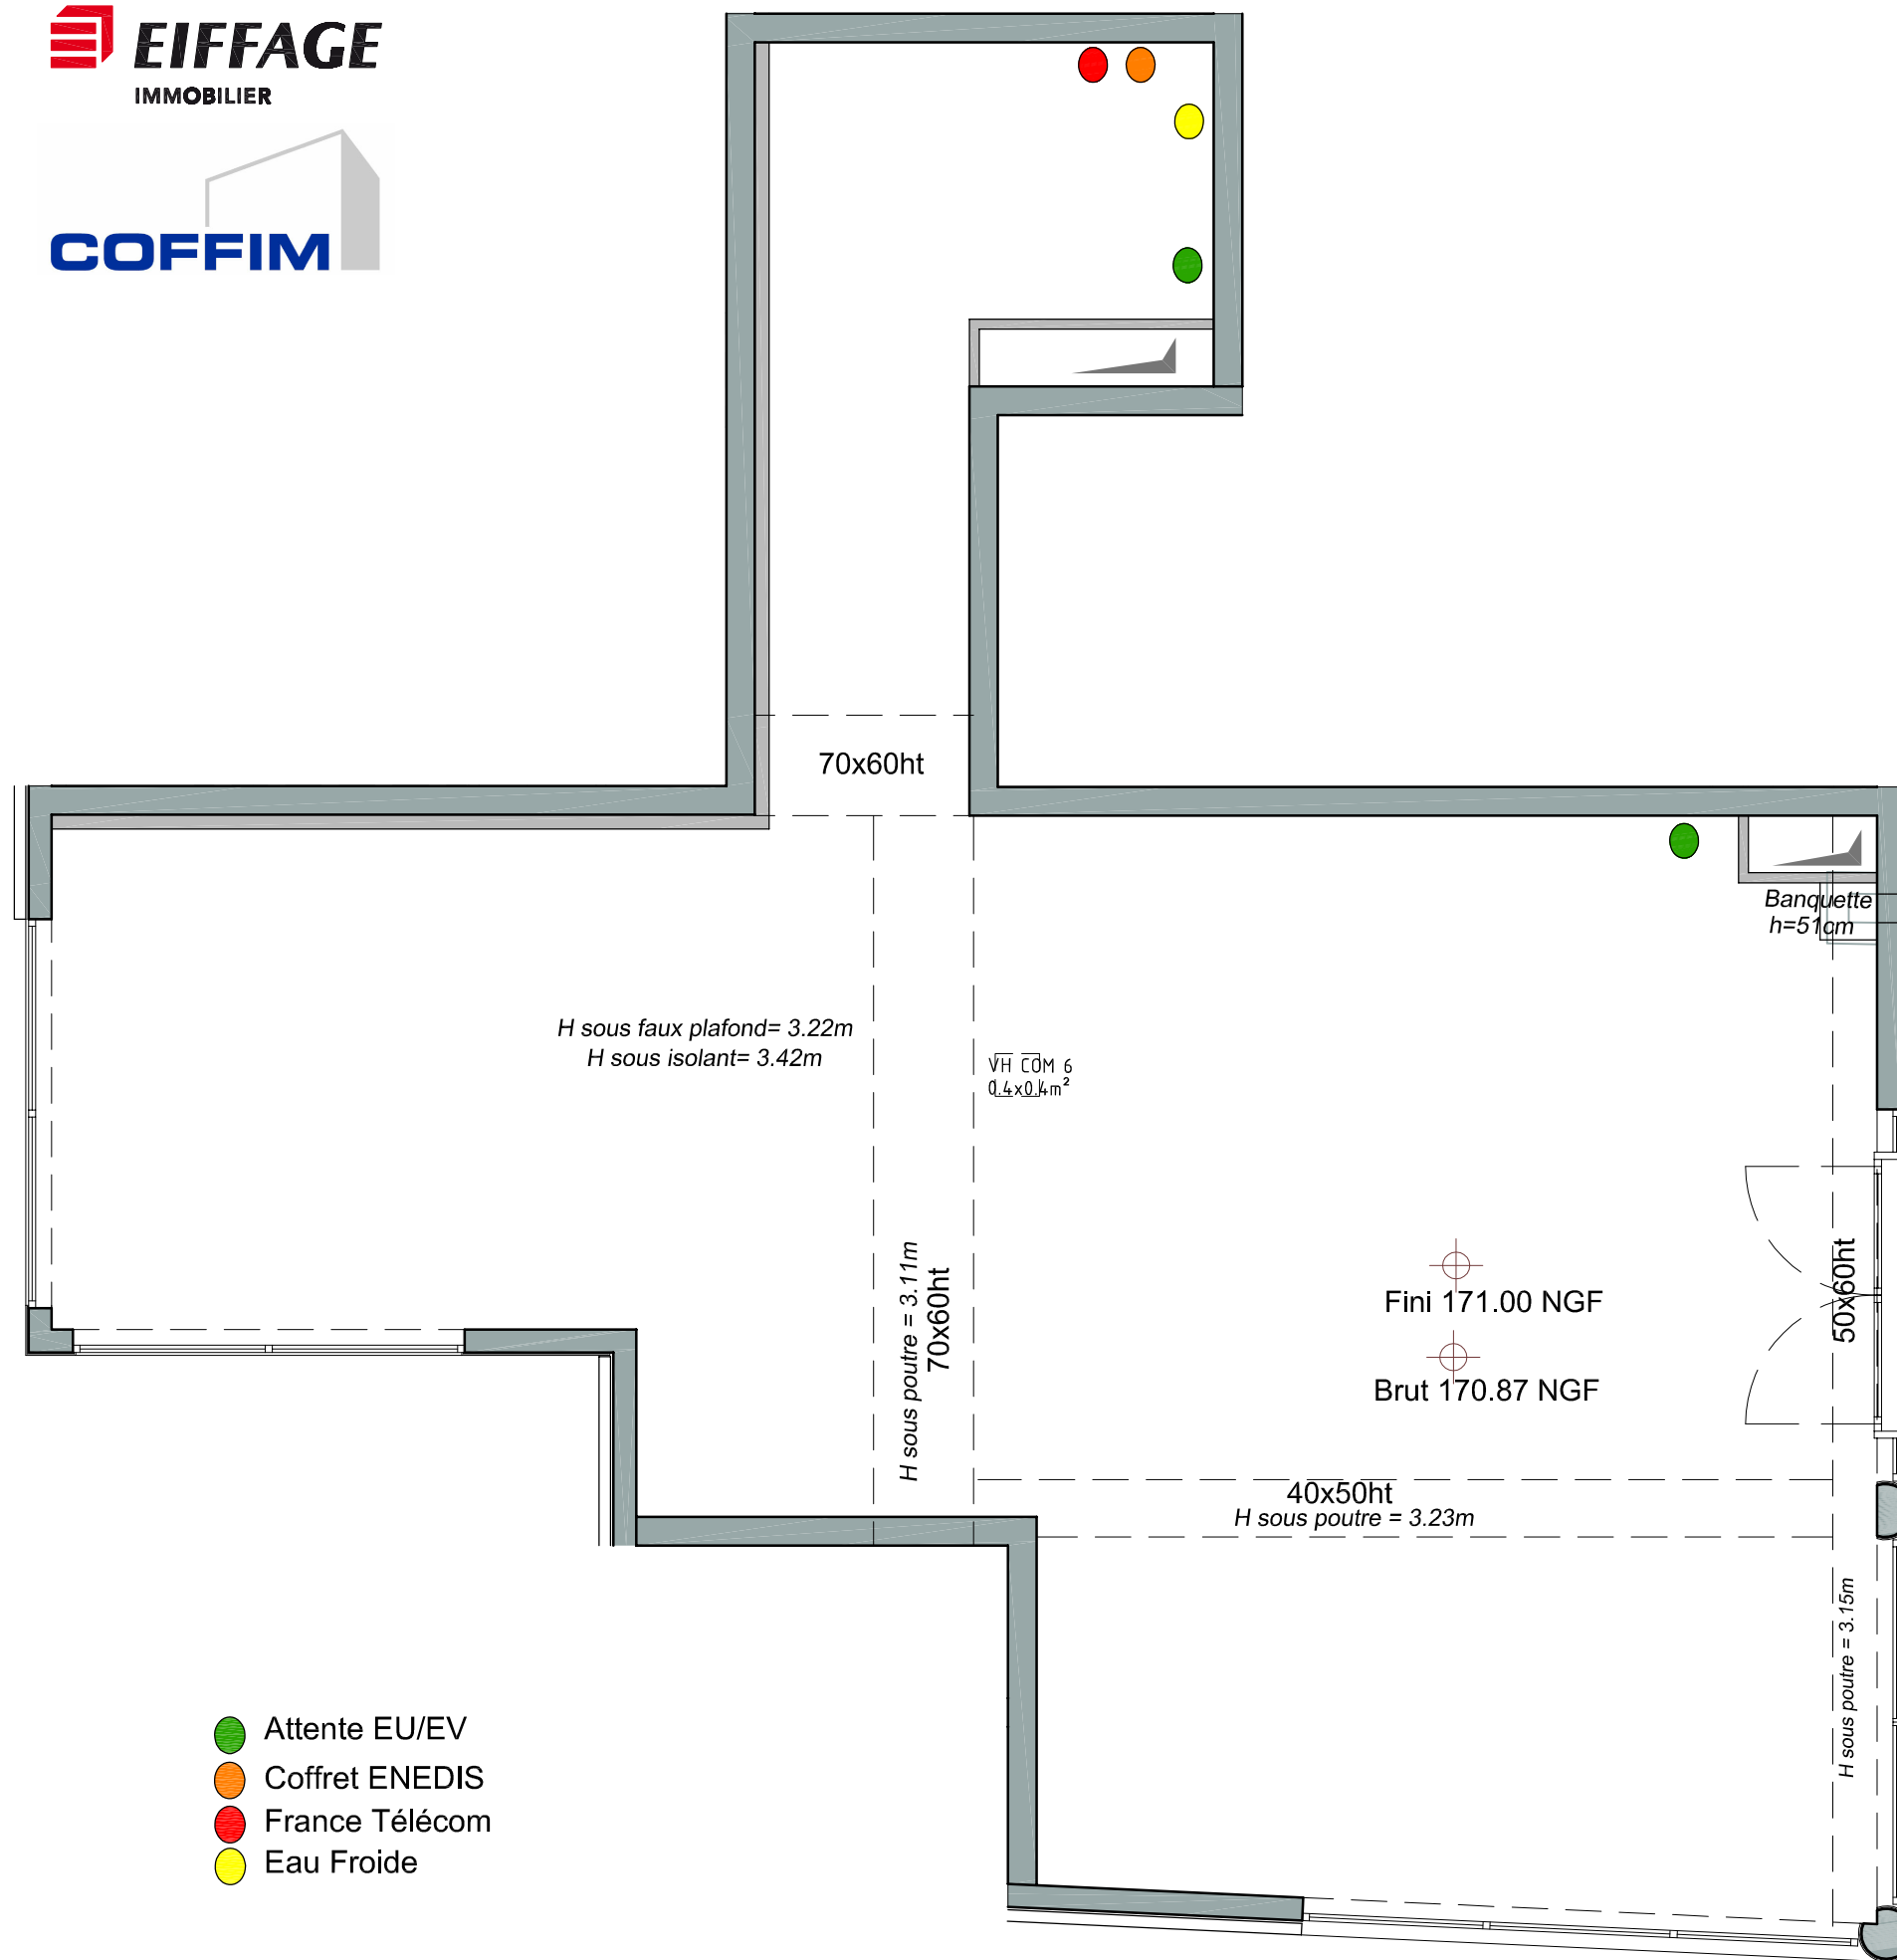 EIFFAGE
IMMOBILIER
COFFIM
70x60ht
Banquette
h=51cm
H sous faux plafond= 3.22m
H sous isolant= 3.42m
VH COM 6
0.4x0.4m²
H sous poutre = 3.11m
70x60ht
Fini 171.00 NGF
Brut 170.87 NGF
50x60ht
40x50ht
H sous poutre = 3.23m
H sous poutre = 3.15m
Attente EU/EV
Coffret ENEDIS
France Télécom
Eau Froide